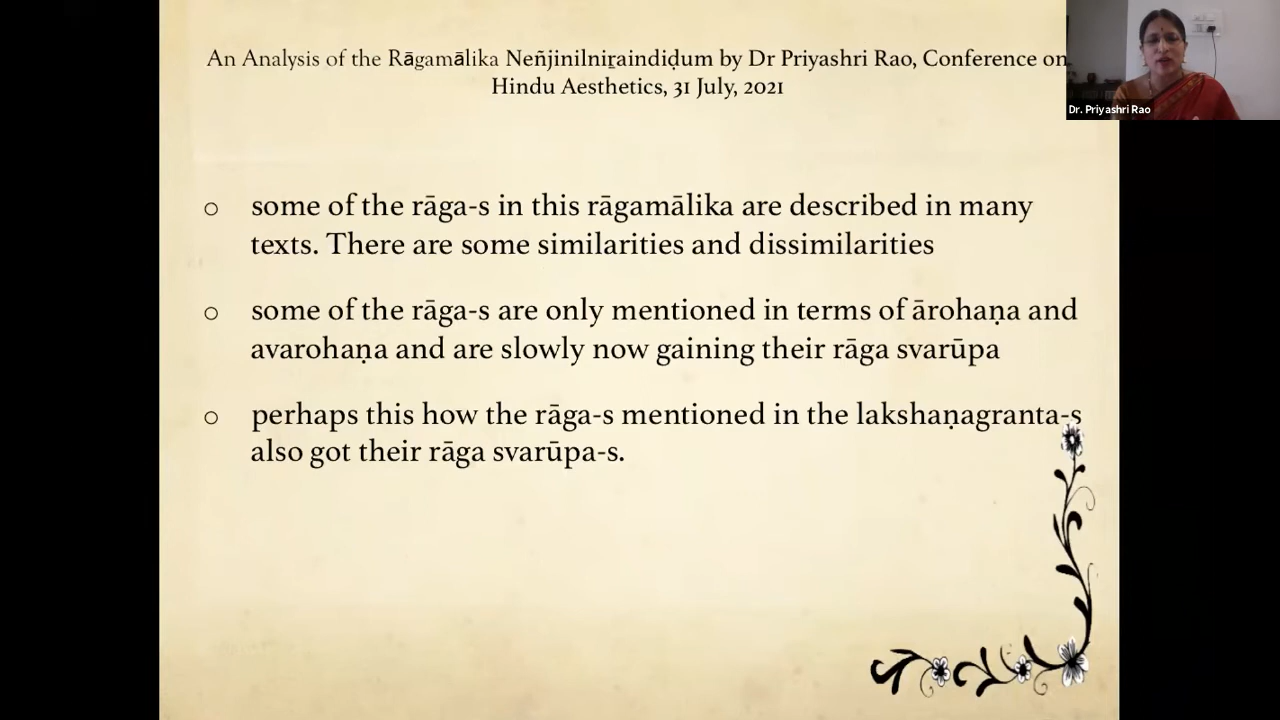 An Analysis of the Rāgamālika Neñjinilniṟaindiḍum by Dr Priyashri Rao, Conference on
Hindu Aesthetics, 31 July, 2021
Dr. Priyashri Rao
some of the rāga-s in this rāgamālika are described in many
texts. There are some similarities and dissimilarities
some of the rāga-s are only mentioned in terms of ārohaṇa and
avarohaṇa and are slowly now gaining their rāga svarūpa
perhaps this how the rāga-s mentioned in the lakshaṇagranta-s
also got their rāga svarūpa-s.